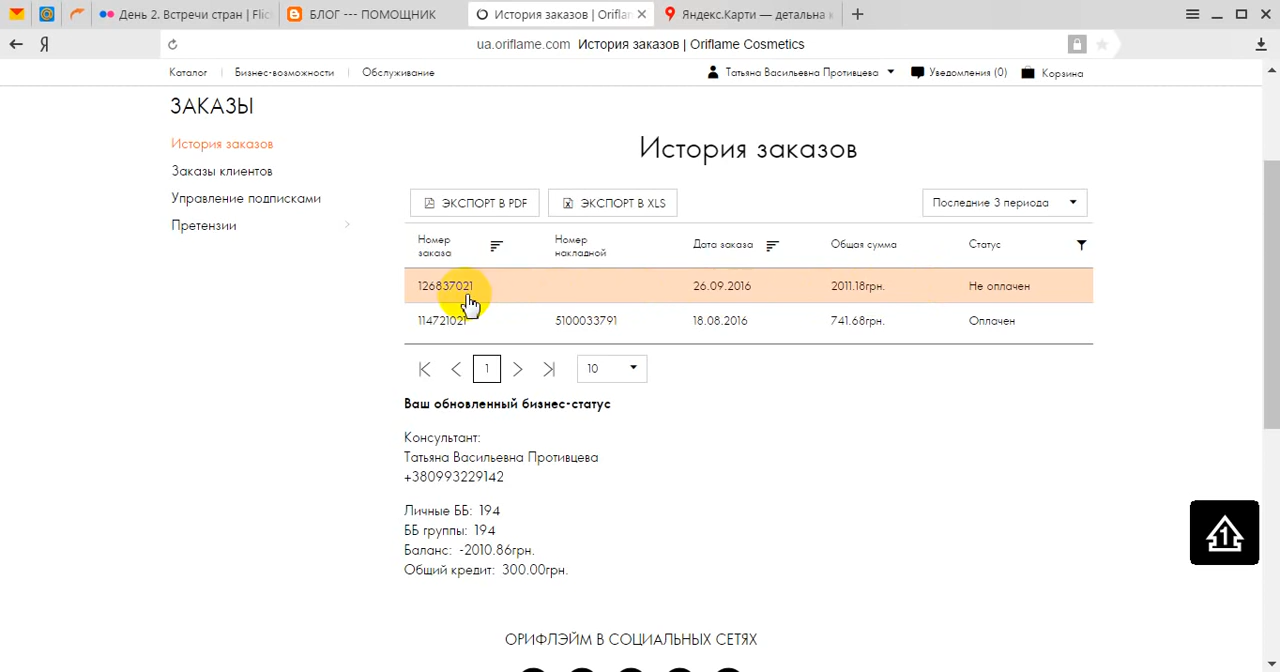 День 2. Встречи стран | Flic
БЛОГ --- ПОМОЩНИК
История заказов | Orifla
Яндекс.Карти — детальна к
Я
ua.oriflame.com История заказов | Oriflame Cosmetics
Каталог Бизнес-возможности Обслуживание Татьяна Васильевна Противцева Уведомления (0) Корзина
ЗАКАЗЫ
История заказов
Заказы клиентов
Управление подписками
Претензии
История заказов
ЭКСПОРТ В PDF ЭКСПОРТ В XLS Последние 3 периода
Номер заказа Номер накладной Дата заказа Общая сумма Статус
126837021 26.09.2016 2011.18грн. Не оплачен
114721021 5100033791 18.08.2016 741.68грн. Оплачен
1 10
Ваш обновленный бизнес-статус
Консультант:
Татьяна Васильевна Противцева
+380993229142
Личные ББ: 194
ББ группы: 194
Баланс: -2010.86грн.
Общий кредит: 300.00грн.
1
ОРИФЛЭЙМ В СОЦИАЛЬНЫХ СЕТЯХ